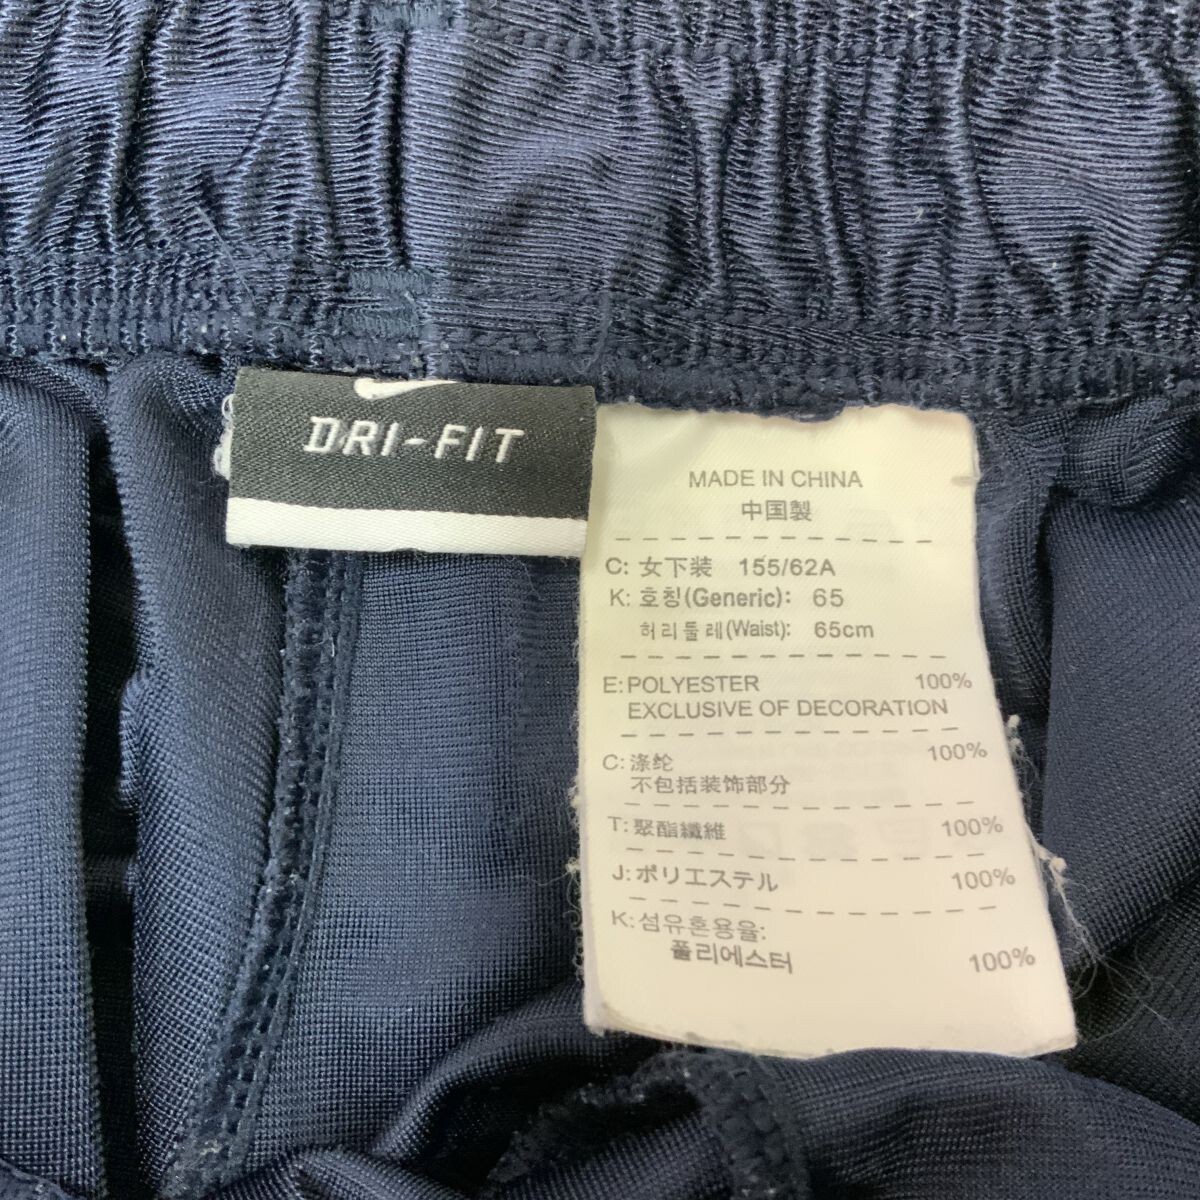 DRI-FIT
MADE IN CHINA
中国製
C: 女下装 155/62A
K: 호칭(Generic): 65
허리둘레(Waist): 65cm
E: POLYESTER 100%
EXCLUSIVE OF DECORATION
C: 涤纶 100%
不包括装饰部分
T: 聚酯纖維 100%
J: ポリエステル 100%
K: 섬유혼용율:
폴리에스터 100%